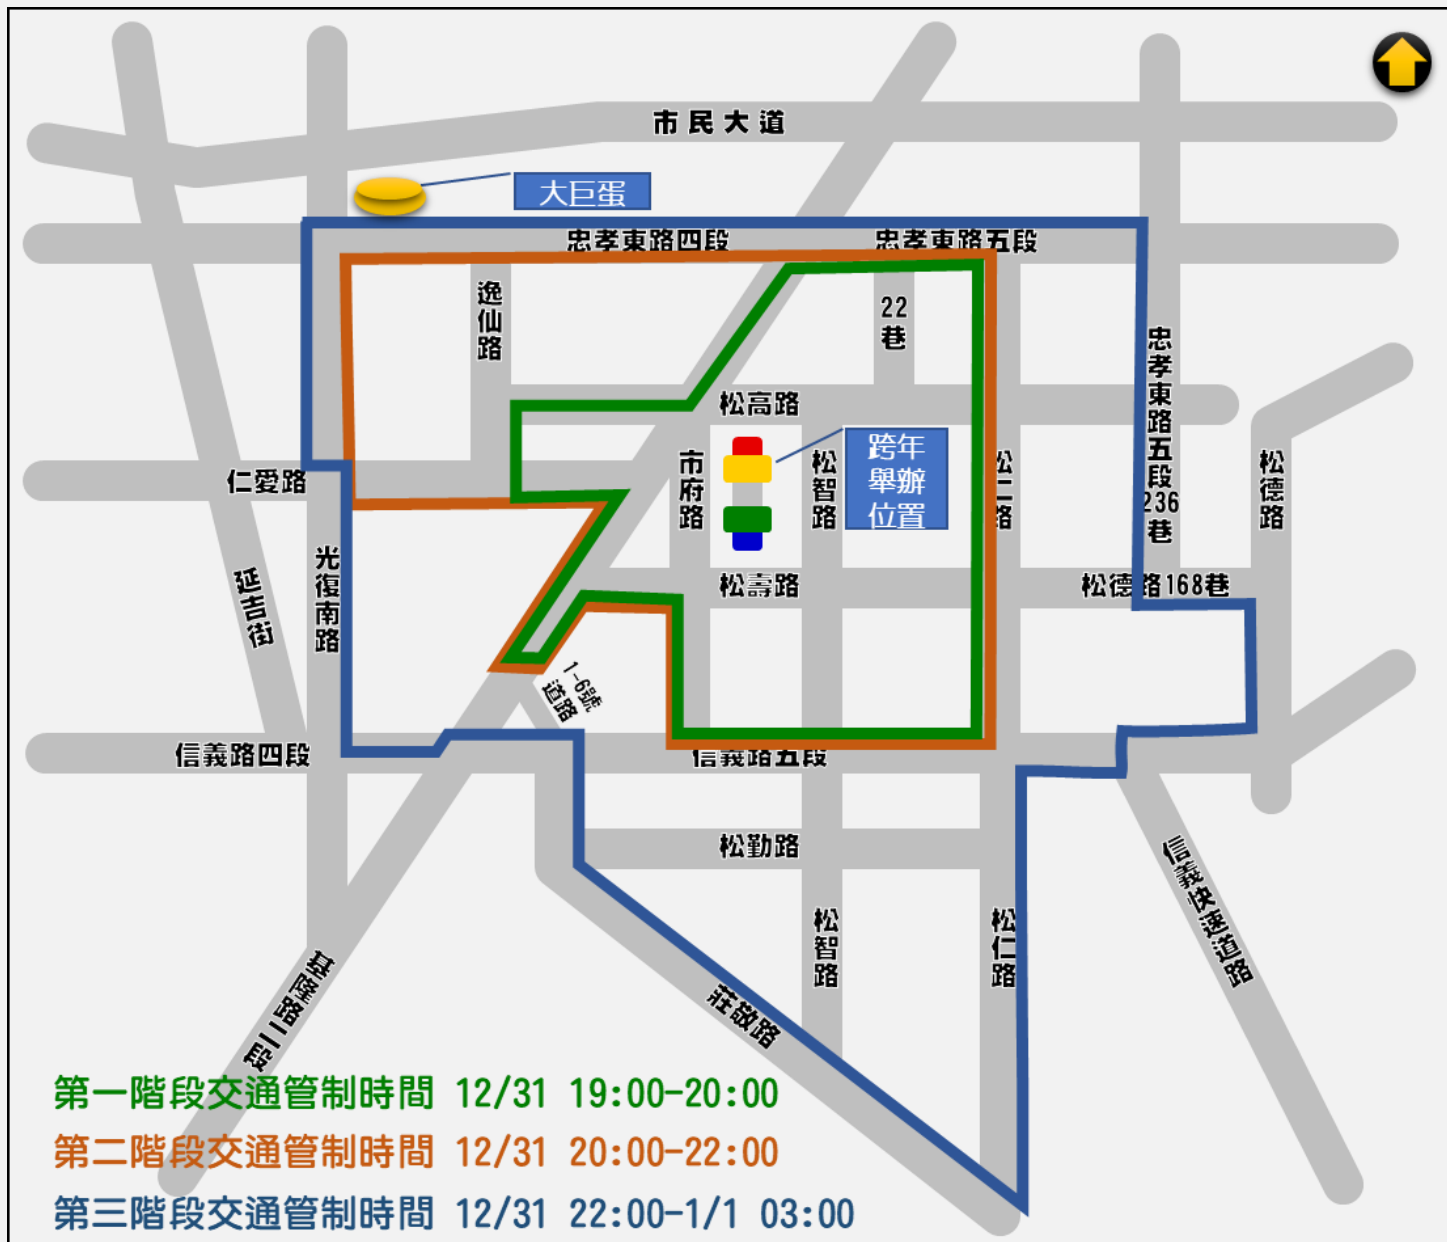 市民大道
大巨蛋
忠孝東路四段
忠孝東路五段
逸仙路
22巷
忠孝東路五段236巷
松高路
跨年
舉辦
位置
仁愛路
市府路
松智路
松仁路
松德路
光復南路
延吉街
松壽路
松德路168巷
1-6號
道路
信義路四段
信義路五段
松勤路
信義快速道路
松智路
松仁路
基隆路二段
莊敬路
第一階段交通管制時間 12/31 19:00-20:00
第二階段交通管制時間 12/31 20:00-22:00
第三階段交通管制時間 12/31 22:00-1/1 03:00